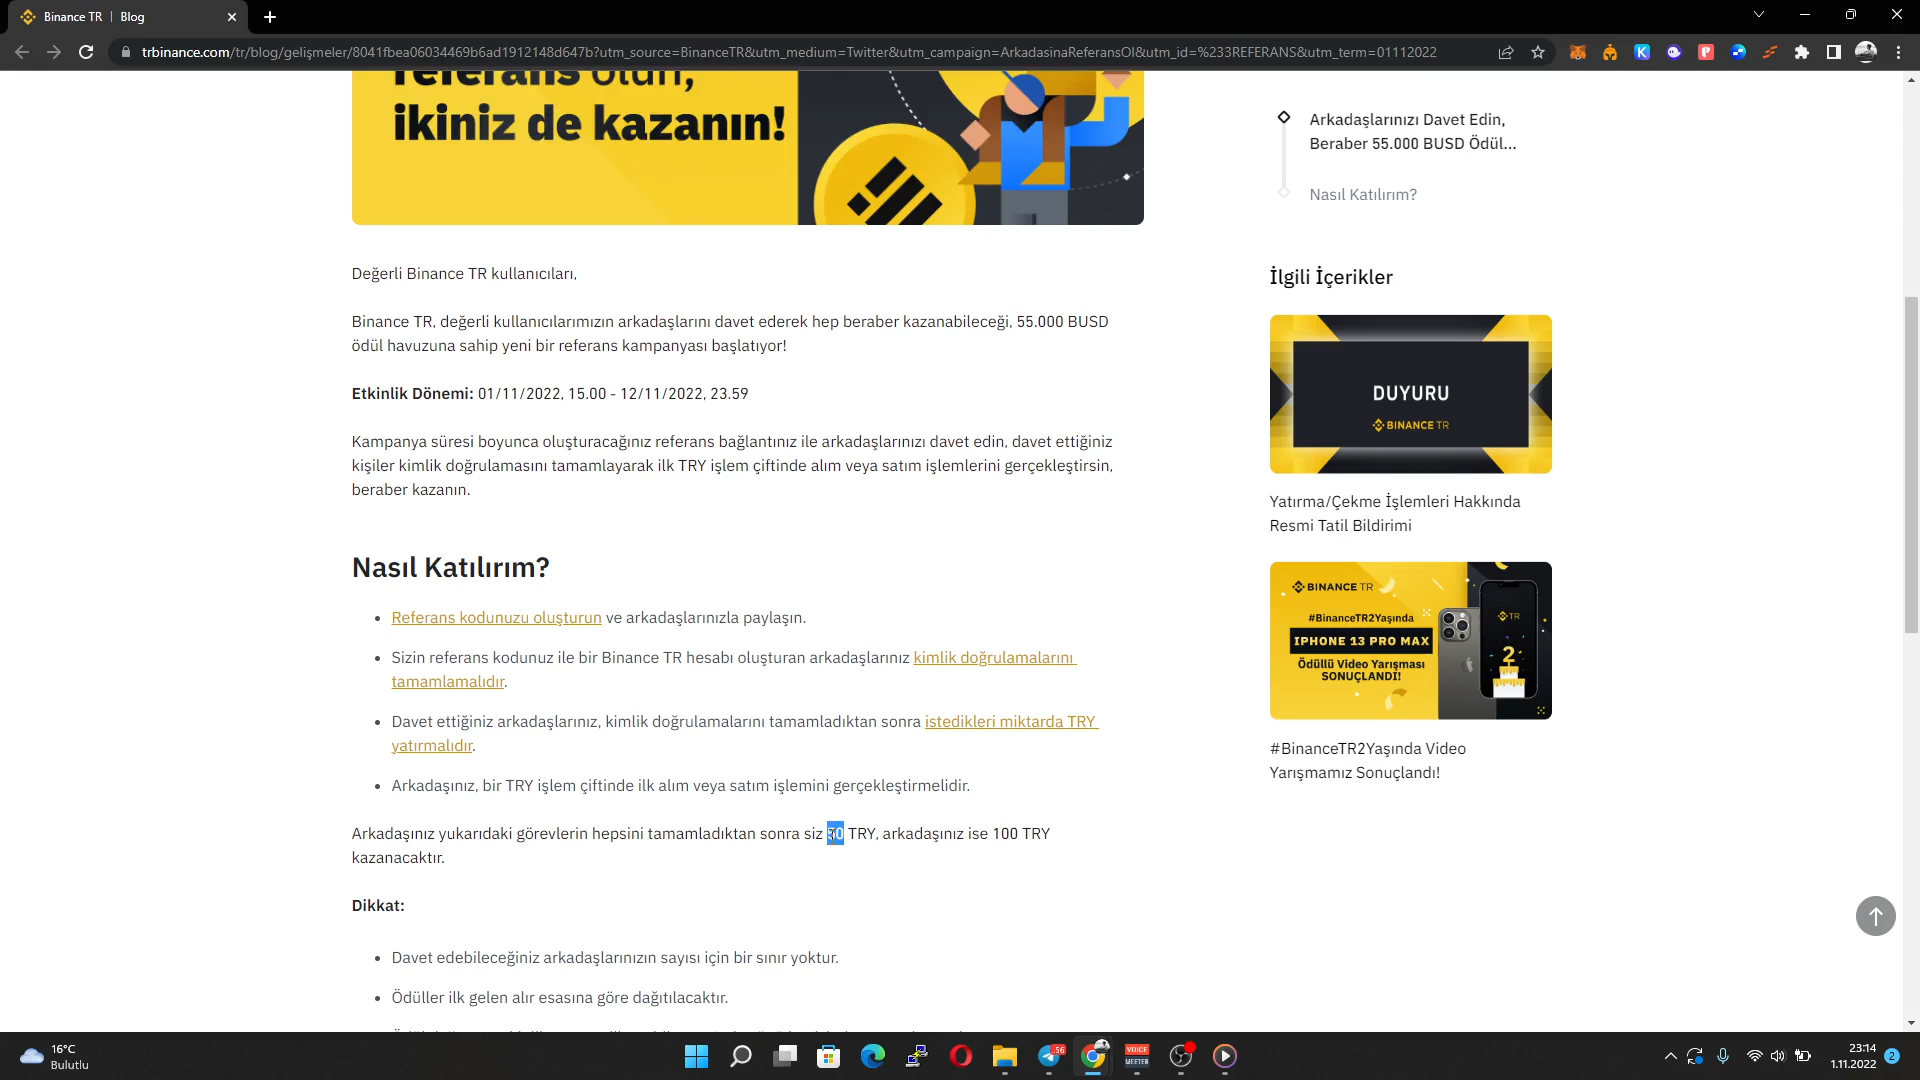 Binance TR | Blog
trbinance.com/tr/blog/gelişmeler/8041fbea06034469b6ad1912148d647b?utm_source=BinanceTR&utm_medium=Twitter&utm_campaign=ArkadasinaReferansOl&utm_id=%233REFERANS&utm_term=01112022
referans olun,
ikiniz de kazanın!
Arkadaşlarınızı Davet Edin,
Beraber 55.000 BUSD Ödül...
Nasıl Katılırım?
Değerli Binance TR kullanıcıları,
Binance TR, değerli kullanıcılarımızın arkadaşlarını davet ederek hep beraber kazanabileceği, 55.000 BUSD
ödül havuzuna sahip yeni bir referans kampanyası başlatıyor!
Etkinlik Dönemi: 01/11/2022, 15.00 - 12/11/2022, 23.59
Kampanya süresi boyunca oluşturacağınız referans bağlantınız ile arkadaşlarınızı davet edin, davet ettiğiniz
kişiler kimlik doğrulamasını tamamlayarak ilk TRY işlem çiftinde alım veya satım işlemlerini gerçekleştirsin,
beraber kazanın.
Nasıl Katılırım?
Referans kodunuzu oluşturun ve arkadaşlarınızla paylaşın.
Sizin referans kodunuz ile bir Binance TR hesabı oluşturan arkadaşlarınız kimlik doğrulamalarını
tamamlamalıdır.
Davet ettiğiniz arkadaşlarınız, kimlik doğrulamalarını tamamladıktan sonra istedikleri miktarda TRY
yatırmalıdır.
Arkadaşınız, bir TRY işlem çiftinde ilk alım veya satım işlemini gerçekleştirmelidir.
Arkadaşınız yukarıdaki görevlerin hepsini tamamladıktan sonra siz 50 TRY, arkadaşınız ise 100 TRY
kazanacaktır.
Dikkat:
Davet edebileceğiniz arkadaşlarınızın sayısı için bir sınır yoktur.
Ödüller ilk gelen alır esasına göre dağıtılacaktır.
İlgili İçerikler
DUYURU
BINANCE TR
Yatırma/Çekme İşlemleri Hakkında
Resmi Tatil Bildirimi
BINANCE TR
#BinanceTR2Yaşında
IPHONE 13 PRO MAX
Ödüllü Video Yarışması
SONUÇLANDI!
TR
2
#BinanceTR2Yaşında Video
Yarışmamız Sonuçlandı!
16°C
Bulutlu
56
VOICE
MEETER
23:14
1.11.2022
2